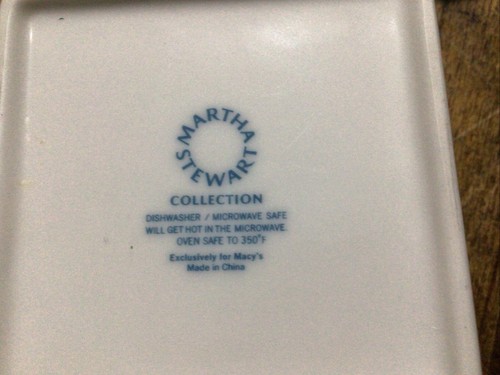 MARTHA
STEWART
COLLECTION
DISHWASHER / MICROWAVE SAFE
WILL GET HOT IN THE MICROWAVE.
OVEN SAFE TO 350°F
Exclusively for Macy's
Made in China